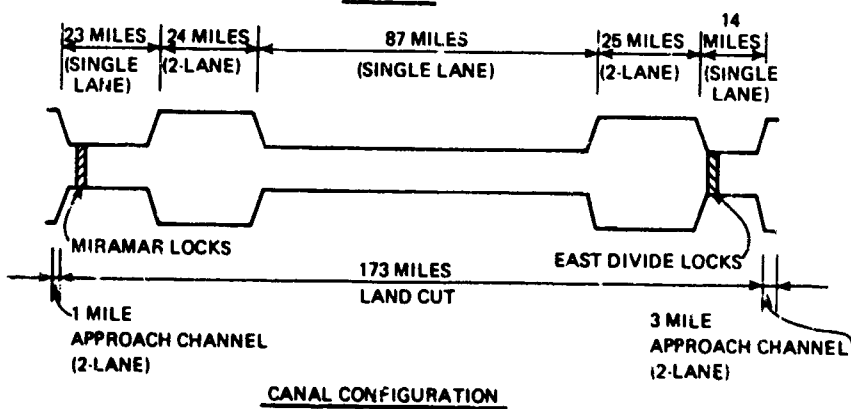 23 MILES
(SINGLE
LANE)
24 MILES
(2-LANE)
87 MILES
(SINGLE LANE)
25 MILES
(2-LANE)
14
MILES
(SINGLE
LANE)
MIRAMAR LOCKS
EAST DIVIDE LOCKS
173 MILES
LAND CUT
1 MILE
APPROACH CHANNEL
(2-LANE)
3 MILE
APPROACH CHANNEL
(2-LANE)
CANAL CONFIGURATION